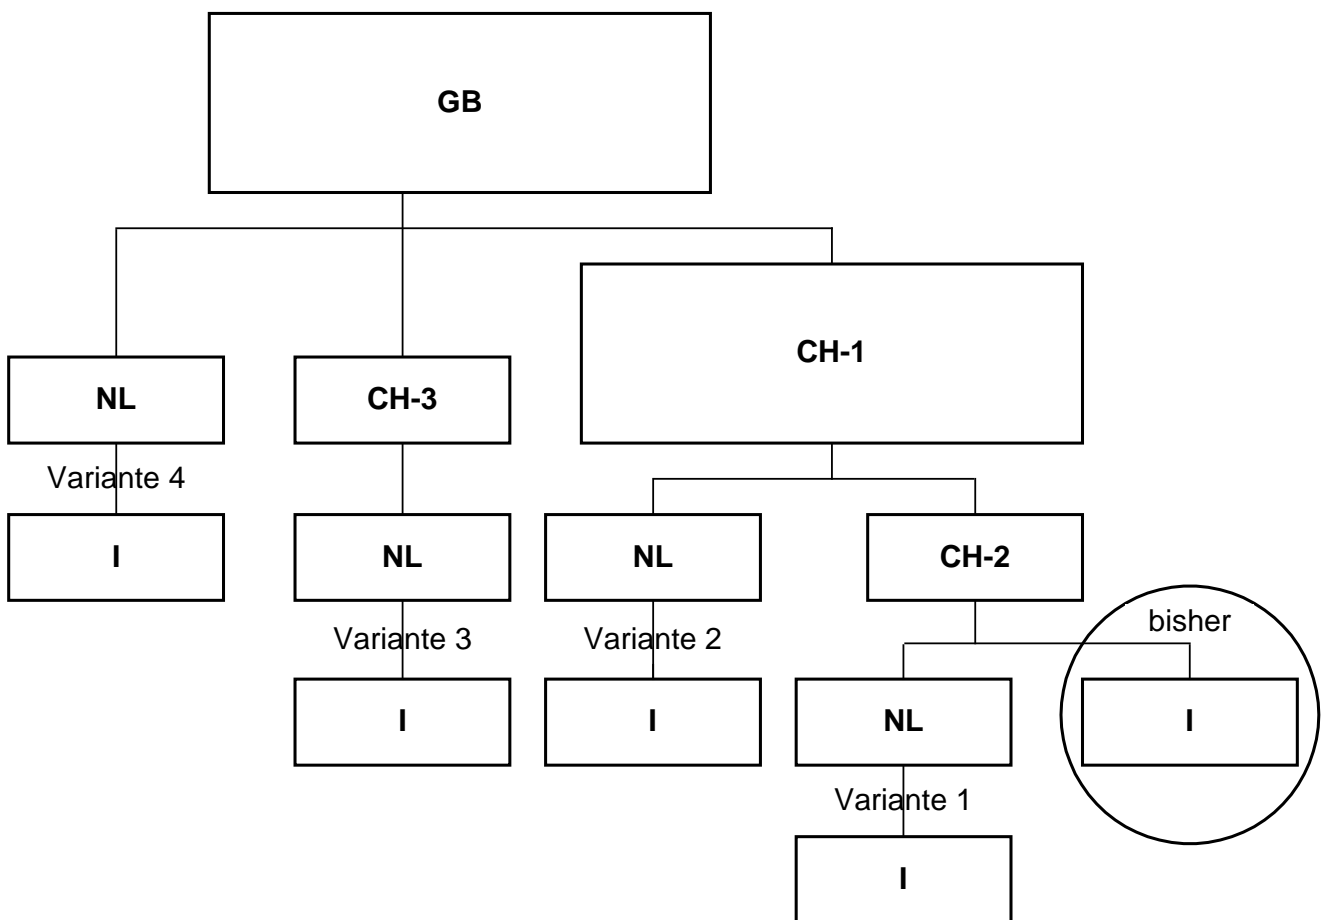 GB
CH-1
NL
CH-3
Variante 4
I
NL
NL
CH-2
bisher
Variante 3
Variante 2
I
I
NL
I
Variante 1
I